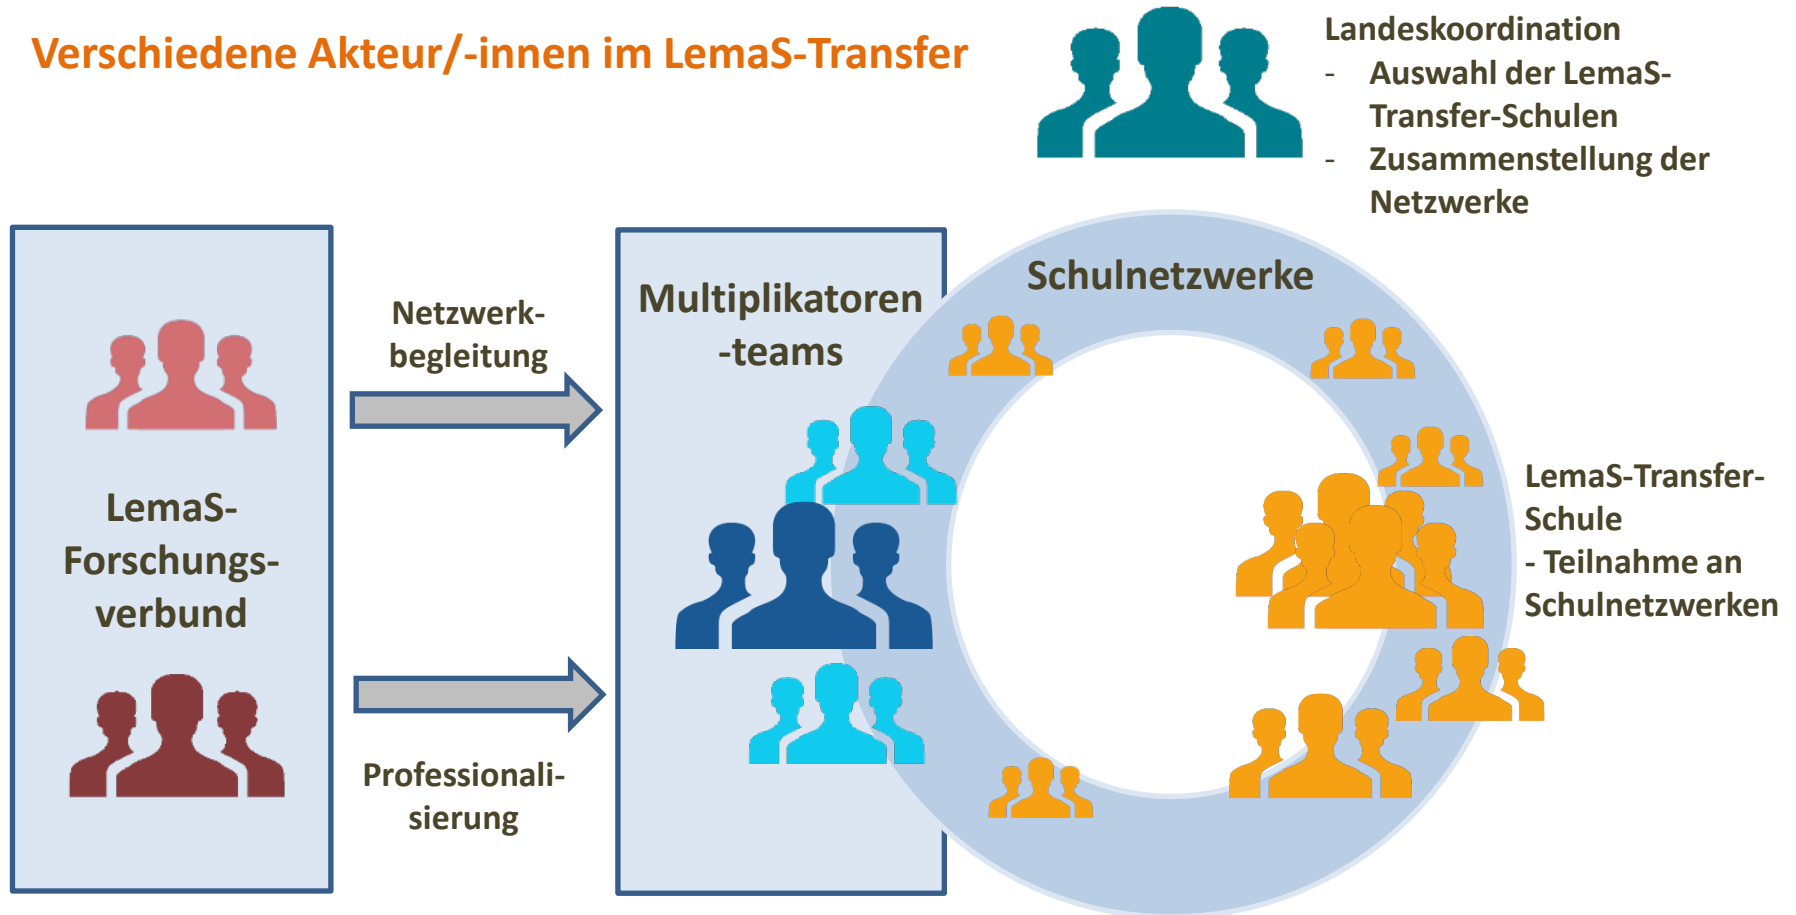 Verschiedene Akteur/-innen im LemaS-Transfer
Landeskoordination
- Auswahl der LemaS-
Transfer-Schulen
- Zusammenstellung der
Netzwerke
LemaS-
Forschungs-
verbund
Netzwerk-
begleitung
Professionali-
sierung
Multiplikatoren
-teams
Schulnetzwerke
LemaS-Transfer-
Schule
- Teilnahme an
Schulnetzwerken